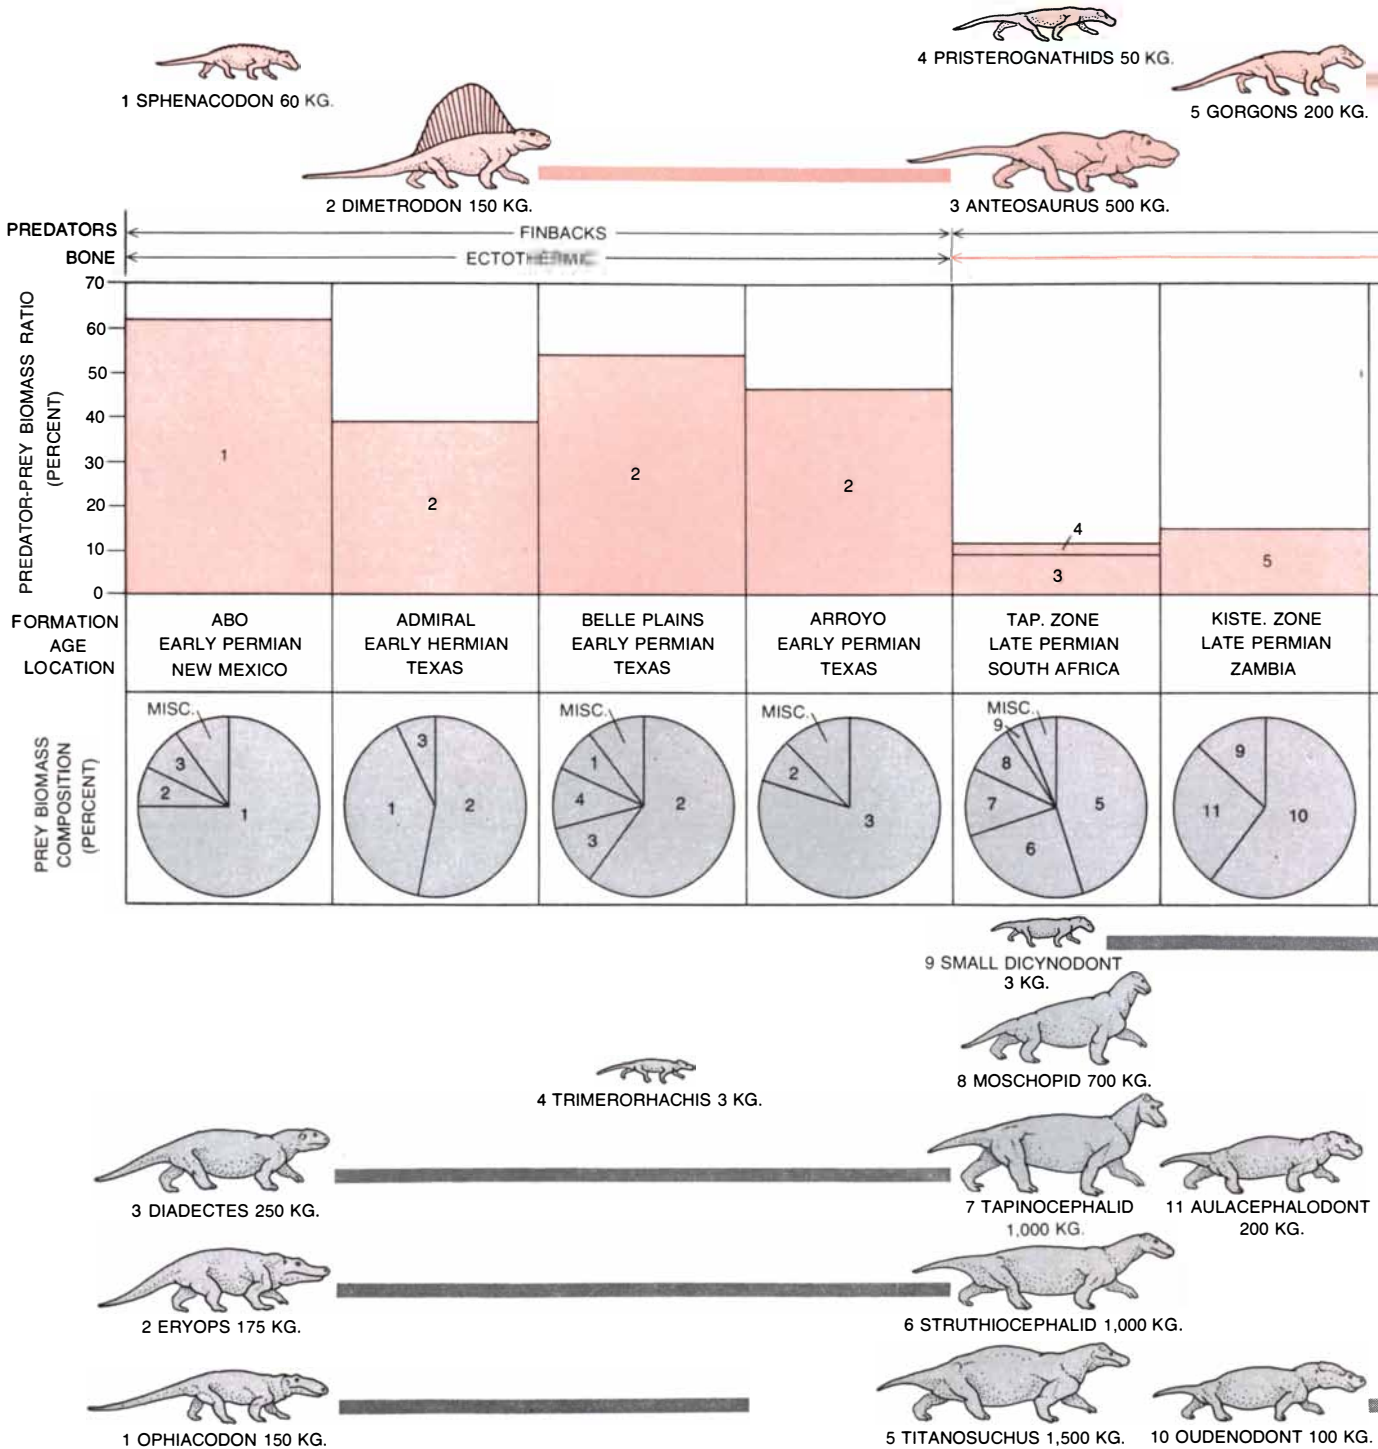 4 PRISTEROGNATHIDS 50 KG.
1 SPHENACODON 60 KG.
5 GORGONS 200 KG.
2 DIMETRODON 150 KG.
3 ANTEOSAURUS 500 KG.
PREDATORS
FINBACKS
BONE
ECTOTHERMIC
PREDATOR-PREY BIOMASS RATIO
(PERCENT)
70
60
50
40
30
20
10
0
1
2
2
2
4
3
5
FORMATION
AGE
LOCATION
ABO
EARLY PERMIAN
NEW MEXICO
ADMIRAL
EARLY HERMIAN
TEXAS
BELLE PLAINS
EARLY PERMIAN
TEXAS
ARROYO
EARLY PERMIAN
TEXAS
TAP. ZONE
LATE PERMIAN
SOUTH AFRICA
KISTE. ZONE
LATE PERMIAN
ZAMBIA
PREY BIOMASS
COMPOSITION
(PERCENT)
MISC.
3
2
1
3
1
2
MISC.
1
4
3
2
MISC.
2
3
MISC.
9
8
7
6
5
9
11
10
9 SMALL DICYNODONT
3 KG.
8 MOSCHOPID 700 KG.
4 TRIMERORHACHIS 3 KG.
3 DIADECTES 250 KG.
7 TAPINOCEPHALID
1,000 KG.
11 AULACEPHALODONT
200 KG.
2 ERYOPS 175 KG.
6 STRUTHIOCEPHALID 1,000 KG.
1 OPHIACODON 150 KG.
5 TITANOSUCHUS 1,500 KG.
10 OUDENODONT 100 KG.